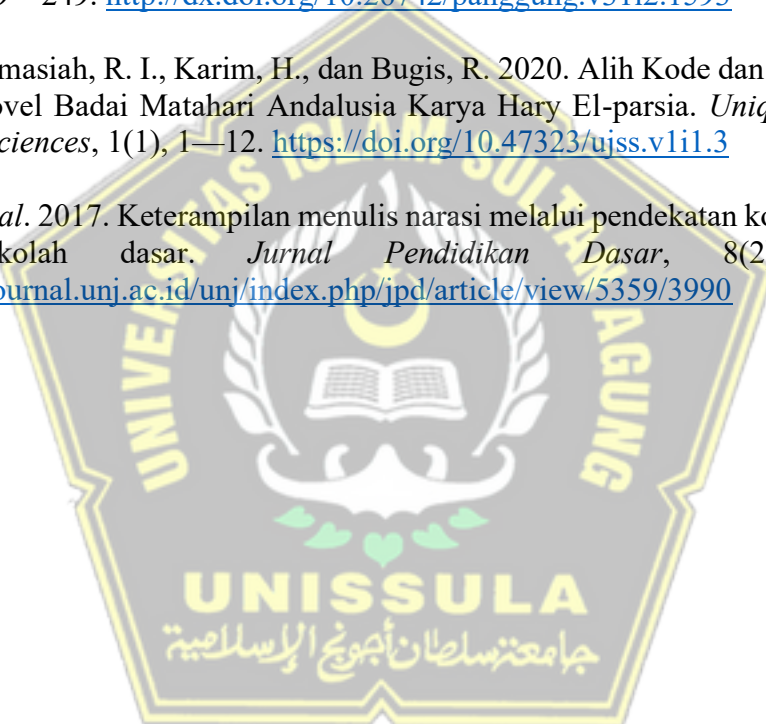 249. http://dx.doi.org/10.26742/panggung.v31i2.1593
masiah, R. I., Karim, H., dan Bugis, R. 2020. Alih Kode dan
ovel Badai Matahari Andalusia Karya Hary El-parsia. Uniq
ciences, 1(1), 1—12. https://doi.org/10.47323/ujss.v1i1.3
al. 2017. Keterampilan menulis narasi melalui pendekatan ko
kolah dasar. Jurnal Pendidikan Dasar, 8(2
ournal.unj.ac.id/unj/index.php/jpd/article/view/5359/3990
UNIVERSITAS ISLAM SULTAN AGUNG
UNISSULA
جامعة سلطان أجونج الإسلامية